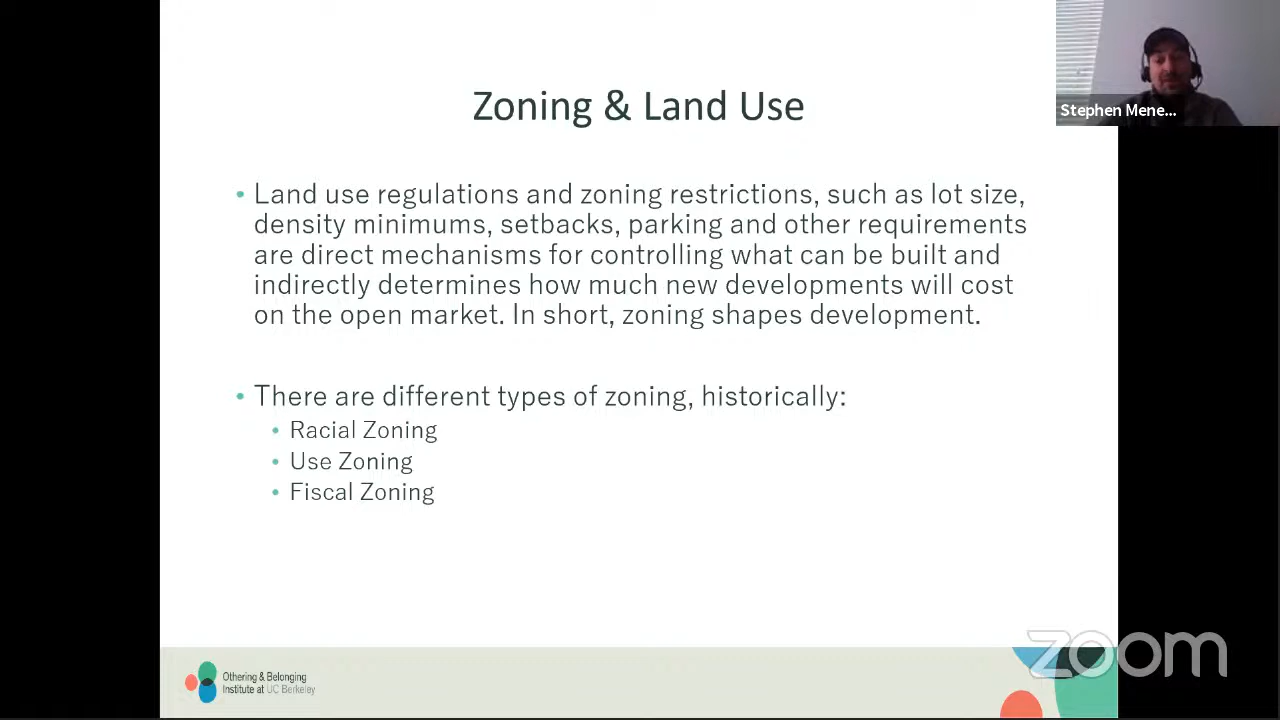 Zoning & Land Use
Stephen Mene...
• Land use regulations and zoning restrictions, such as lot size,
density minimums, setbacks, parking and other requirements
are direct mechanisms for controlling what can be built and
indirectly determines how much new developments will cost
on the open market. In short, zoning shapes development.
• There are different types of zoning, historically:
• Racial Zoning
• Use Zoning
• Fiscal Zoning
Othering & Belonging
Institute at UC Berkeley
zoom